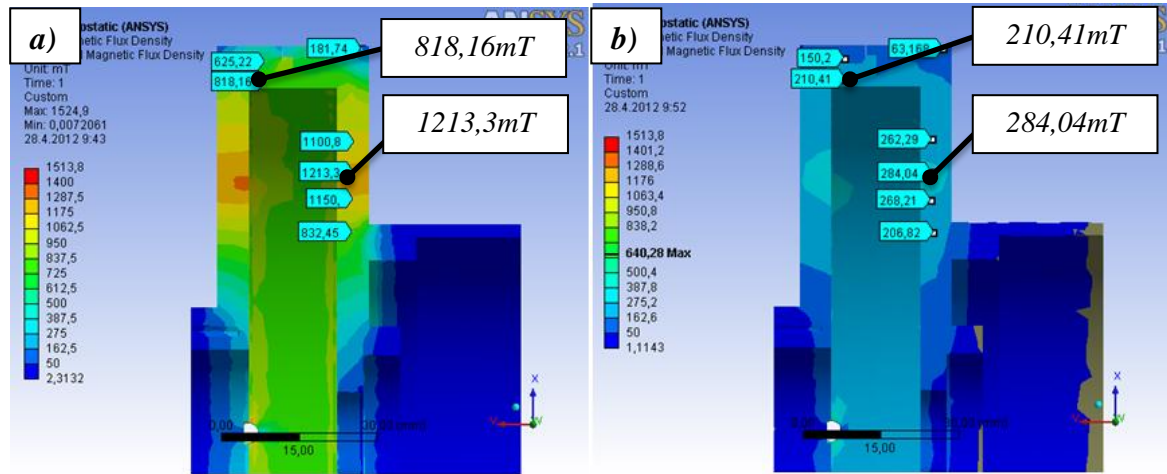 a)
ANSYS
ostatic (ANSYS)
netic Flux Density
l Magnetic Flux Density
Unit: mT
Time: 1
Custom
Max: 1524,9
Min: 0,0072061
28.4.2012 9:43
1513,8
1400
1287,5
1175
1062,5
950
837,5
725
612,5
500
387,5
275
162,5
50
2,3132
181,74
625,22
818,16
1100,8
1213,3
1150,
832,45
818,16mT
1213,3mT
0,00
15,00
X
b)
ostatic (ANSYS)
netic Flux Density
l Magnetic Flux Density
Time: 1
Custom
28.4.2012 9:52
1513,8
1401,2
1288,6
1176
1063,4
950,8
838,2
640,28 Max
500,4
387,8
275,2
162,6
50
1,1143
63,168
150,2
210,41
262,29
284,04
268,21
206,82
210,41mT
284,04mT
15,00
X